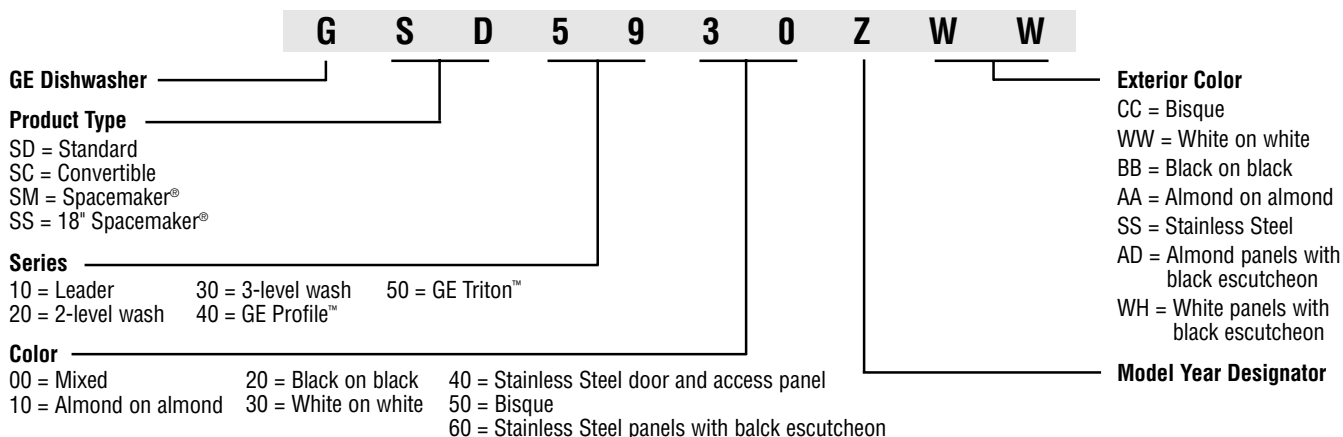 G S D 5 9 3 0 Z W W
GE Dishwasher
Product Type
SD = Standard
SC = Convertible
SM = Spacemaker®
SS = 18" Spacemaker®
Series
10 = Leader 30 = 3-level wash 50 = GE Triton™
20 = 2-level wash 40 = GE Profile™
Color
00 = Mixed 20 = Black on black 40 = Stainless Steel door and access panel
10 = Almond on almond 30 = White on white 50 = Bisque
60 = Stainless Steel panels with balck escutcheon
Exterior Color
CC = Bisque
WW = White on white
BB = Black on black
AA = Almond on almond
SS = Stainless Steel
AD = Almond panels with
black escutcheon
WH = White panels with
black escutcheon
Model Year Designator